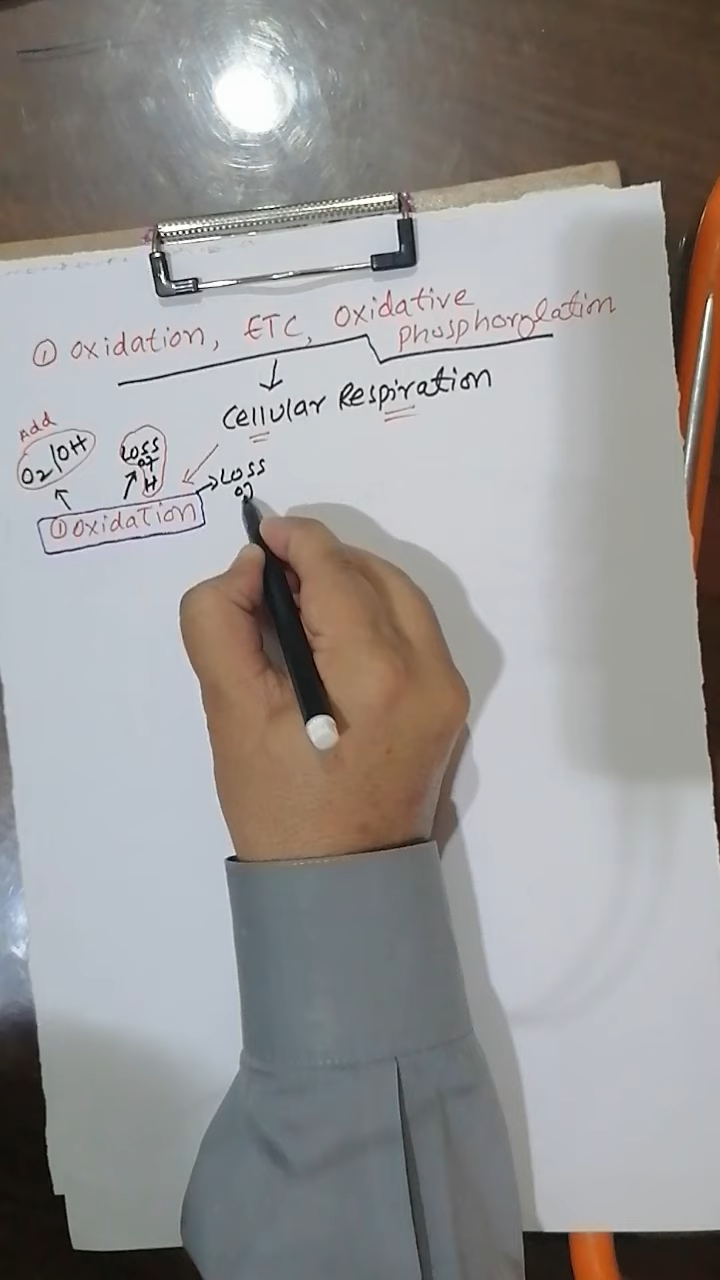 ① Oxidation, ETC, Oxidative
Phosphorylation
Cellular Respiration
Add
O2/OH
Loss
of
H
Loss
of
① Oxidation